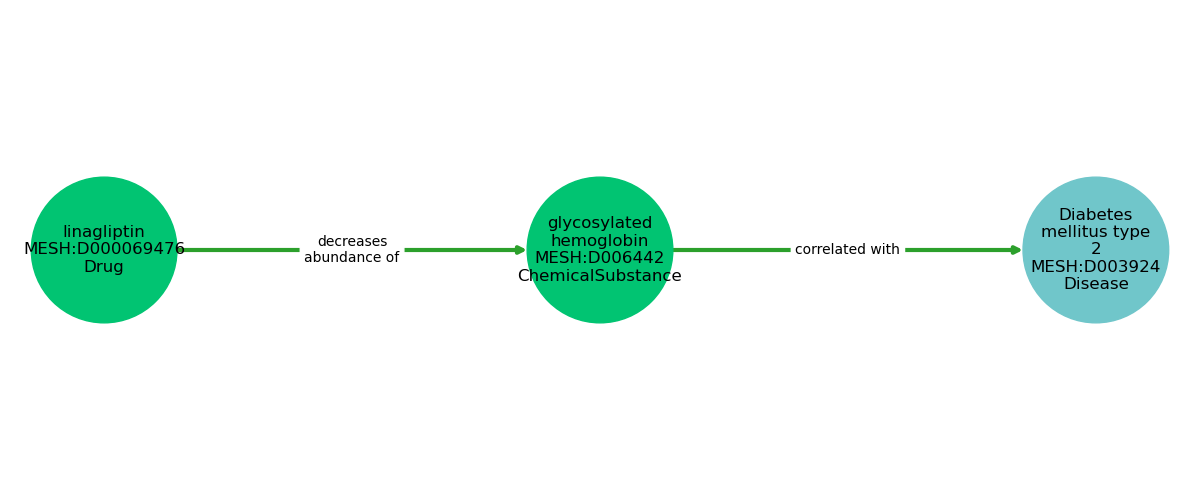 linagliptin
MESH:D000069476
Drug
decreases
abundance of
glycosylated
hemoglobin
MESH:D006442
ChemicalSubstance
correlated with
Diabetes
mellitus type
2
MESH:D003924
Disease